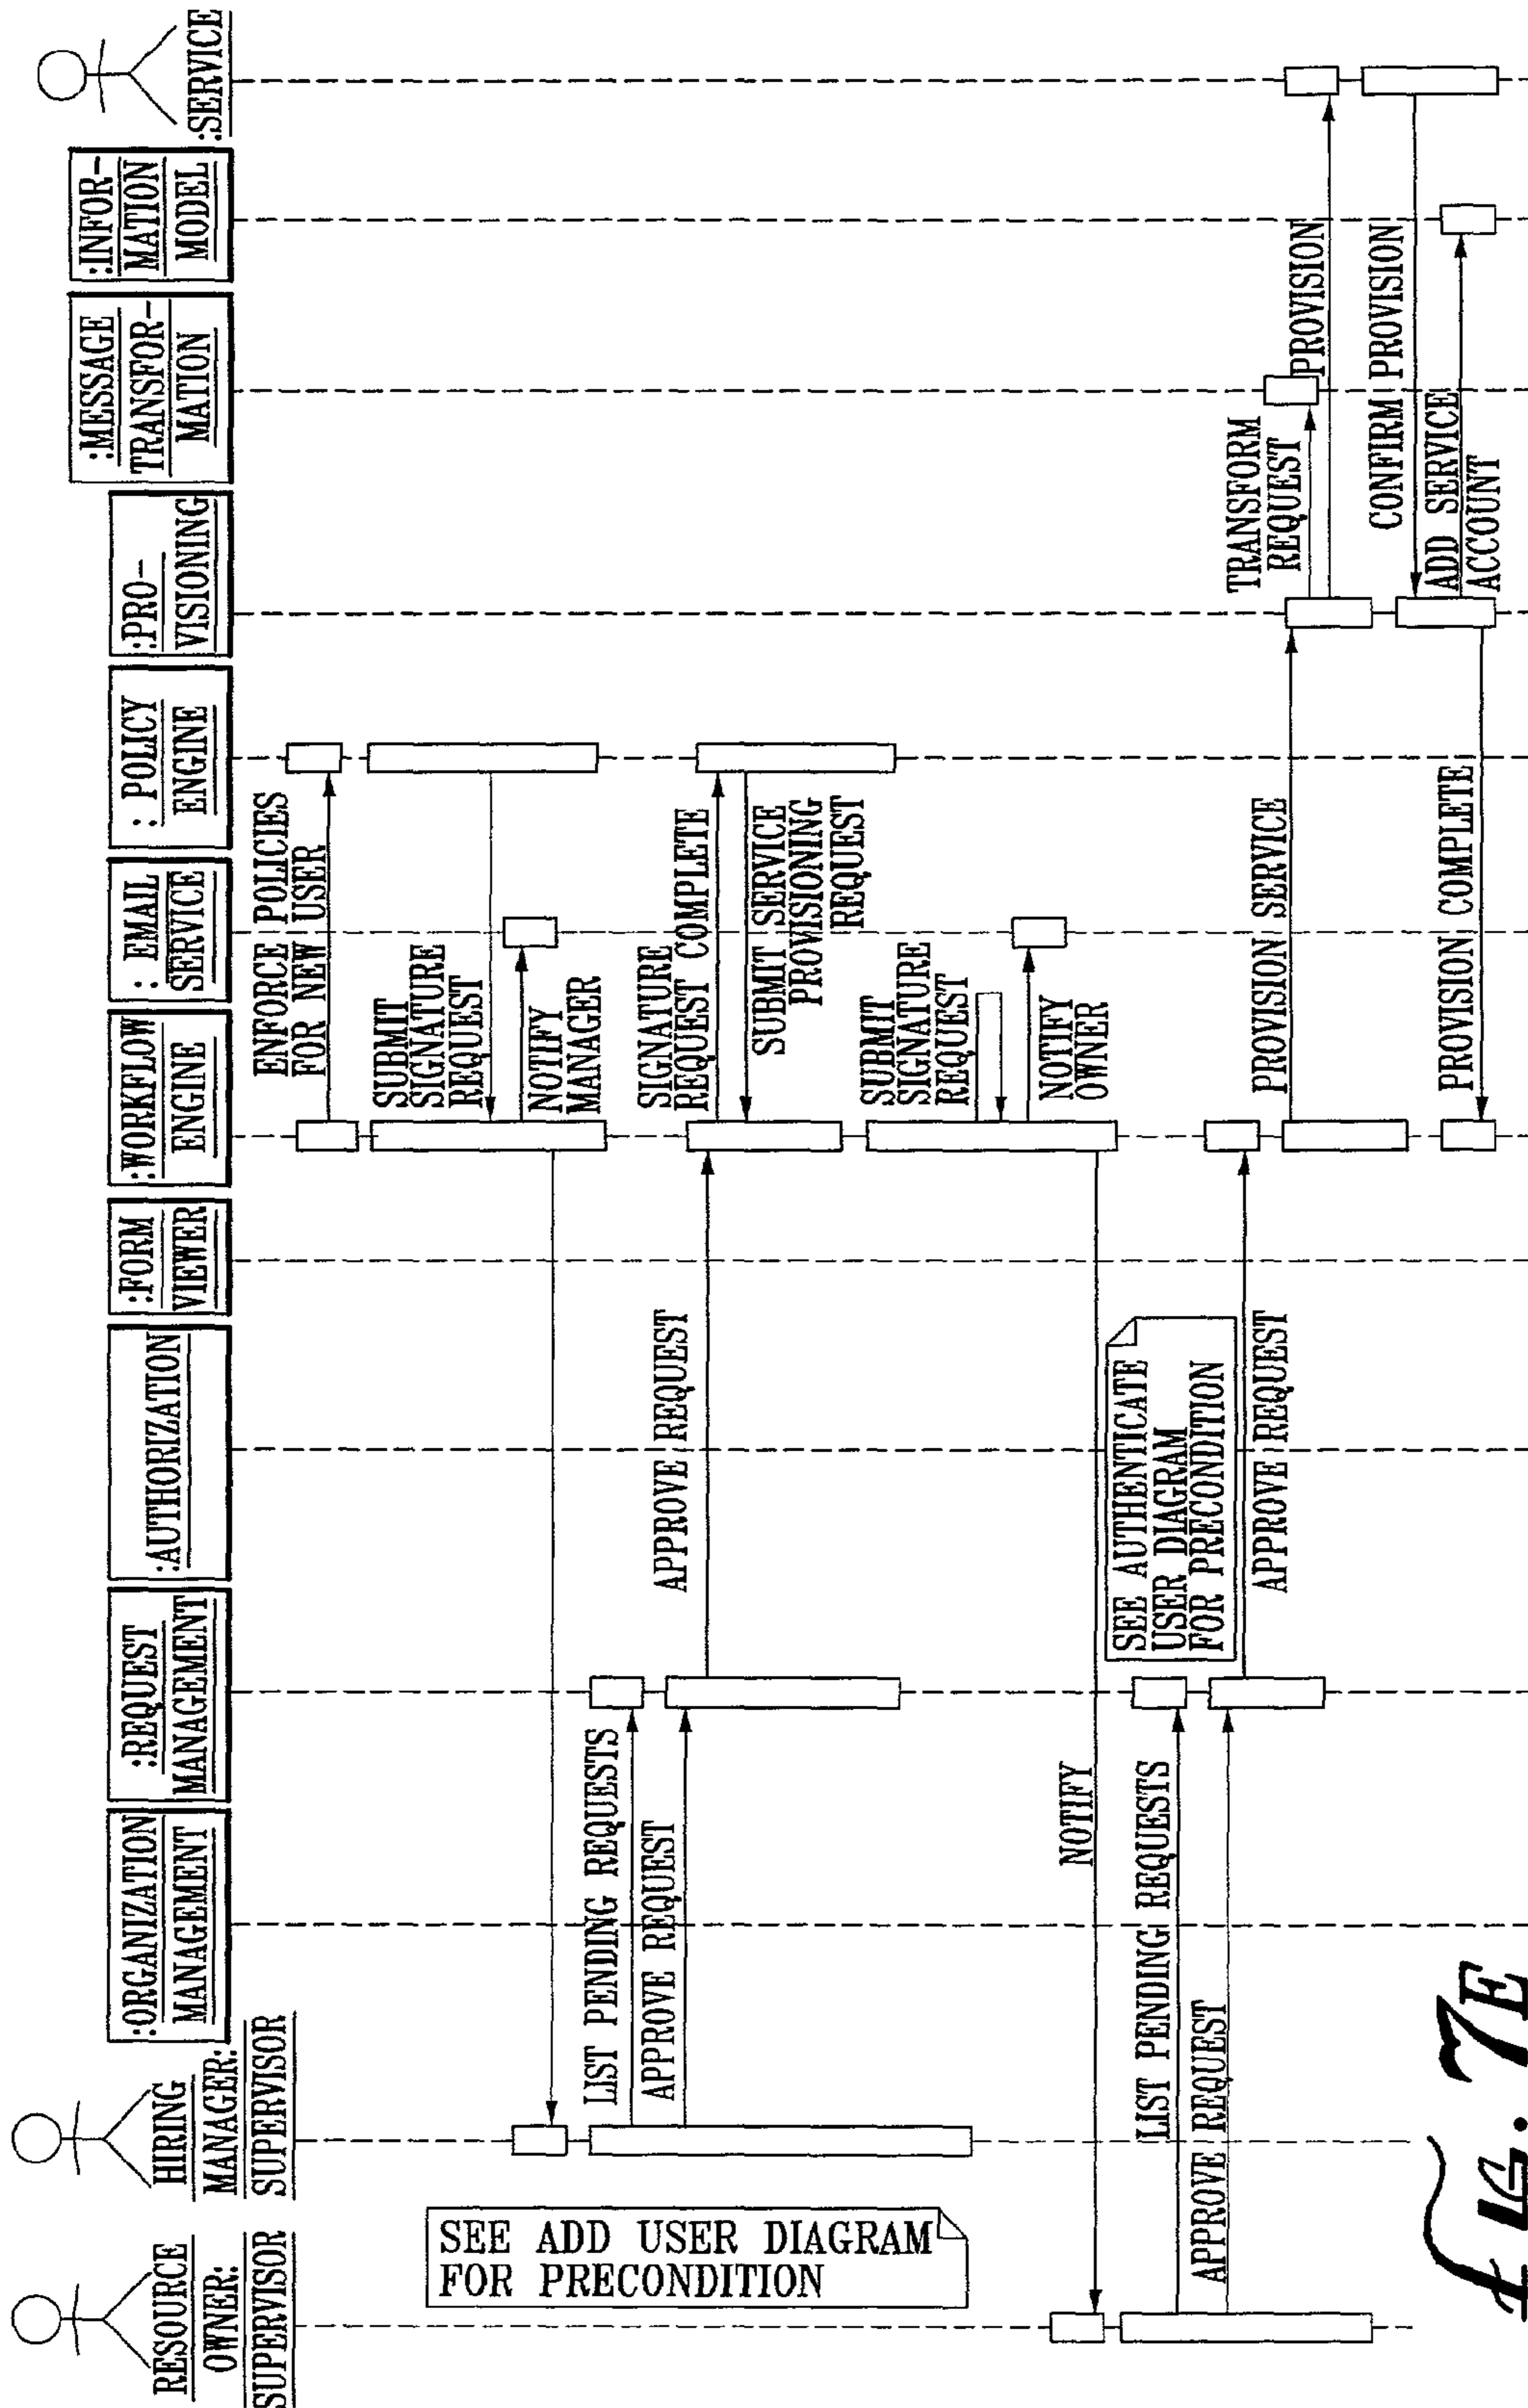 RESOURCE
OWNER:
SUPERVISOR
HIRING
MANAGER:
SUPERVISOR
:ORGANIZATION
MANAGEMENT
:REQUEST
MANAGEMENT
:AUTHORIZATION
:FORM
VIEWER
:WORKFLOW
ENGINE
: EMAIL
SERVICE
: POLICY
ENGINE
:PRO-
VISIONING
:MESSAGE
TRANSFOR-
MATION
:INFOR-
MATION
MODEL
:SERVICE
ENFORCE POLICIES
FOR NEW USER
SUBMIT
SIGNATURE
REQUEST
NOTIFY
MANAGER
SEE ADD USER DIAGRAM
FOR PRECONDITION
LIST PENDING REQUESTS
APPROVE REQUEST
APPROVE REQUEST
SIGNATURE
REQUEST COMPLETE
SUBMIT SERVICE
PROVISIONING
REQUEST
SUBMIT
SIGNATURE
REQUEST
NOTIFY
OWNER
NOTIFY
SEE AUTHENTICATE
USER DIAGRAM
FOR PRECONDITION
LIST PENDING REQUESTS
APPROVE REQUEST
APPROVE REQUEST
PROVISION SERVICE
TRANSFORM
REQUEST
PROVISION
CONFIRM PROVISION
ADD SERVICE
ACCOUNT
PROVISION COMPLETE
FIG. 7E